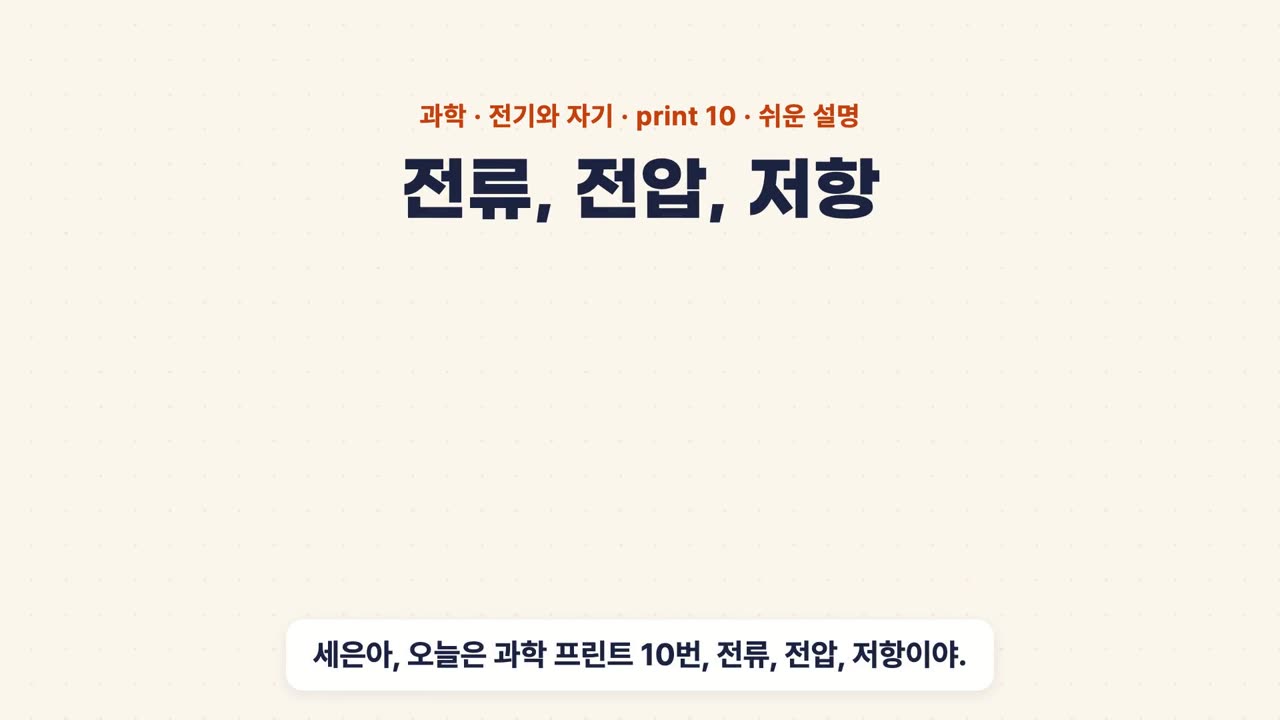 과학 · 전기와 자기 · print 10 · 쉬운 설명
전류, 전압, 저항
세은아, 오늘은 과학 프린트 10번, 전류, 전압, 저항이야.